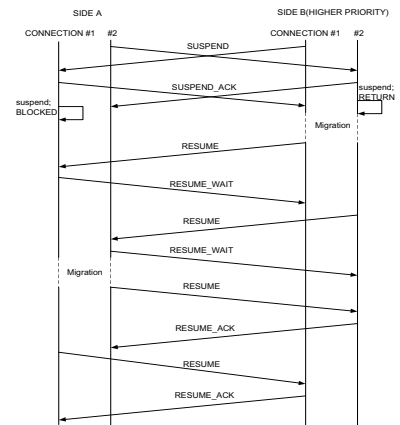 SIDE A
SIDE B(HIGHER PRIORITY)
CONNECTION #1 #2
CONNECTION #1 #2
SUSPEND
SUSPEND_ACK
suspend;
BLOCKED
suspend;
RETURN
Migration
RESUME
RESUME_WAIT
RESUME
RESUME_WAIT
Migration
RESUME
RESUME_ACK
RESUME
RESUME_ACK